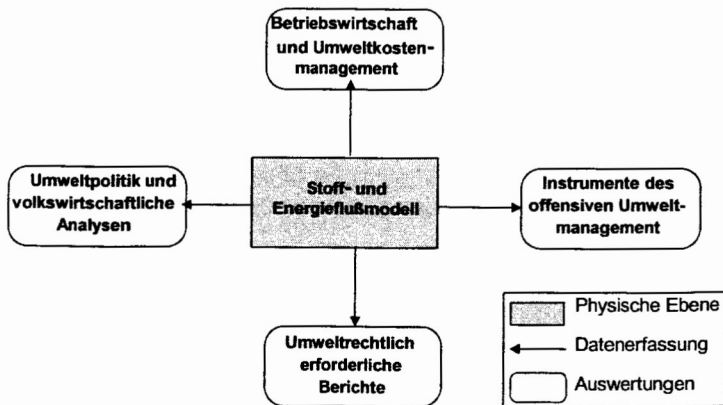 Betriebswirtschaft
und Umweltkosten-
management
Umweltpolitik und
volkswirtschaftliche
Analysen
Stoff- und
Energieflußmodell
Instrumente des
offensiven Umwelt-
management
Umweltrechtlich
erforderliche
Berichte
Physische Ebene
Datenerfassung
Auswertungen